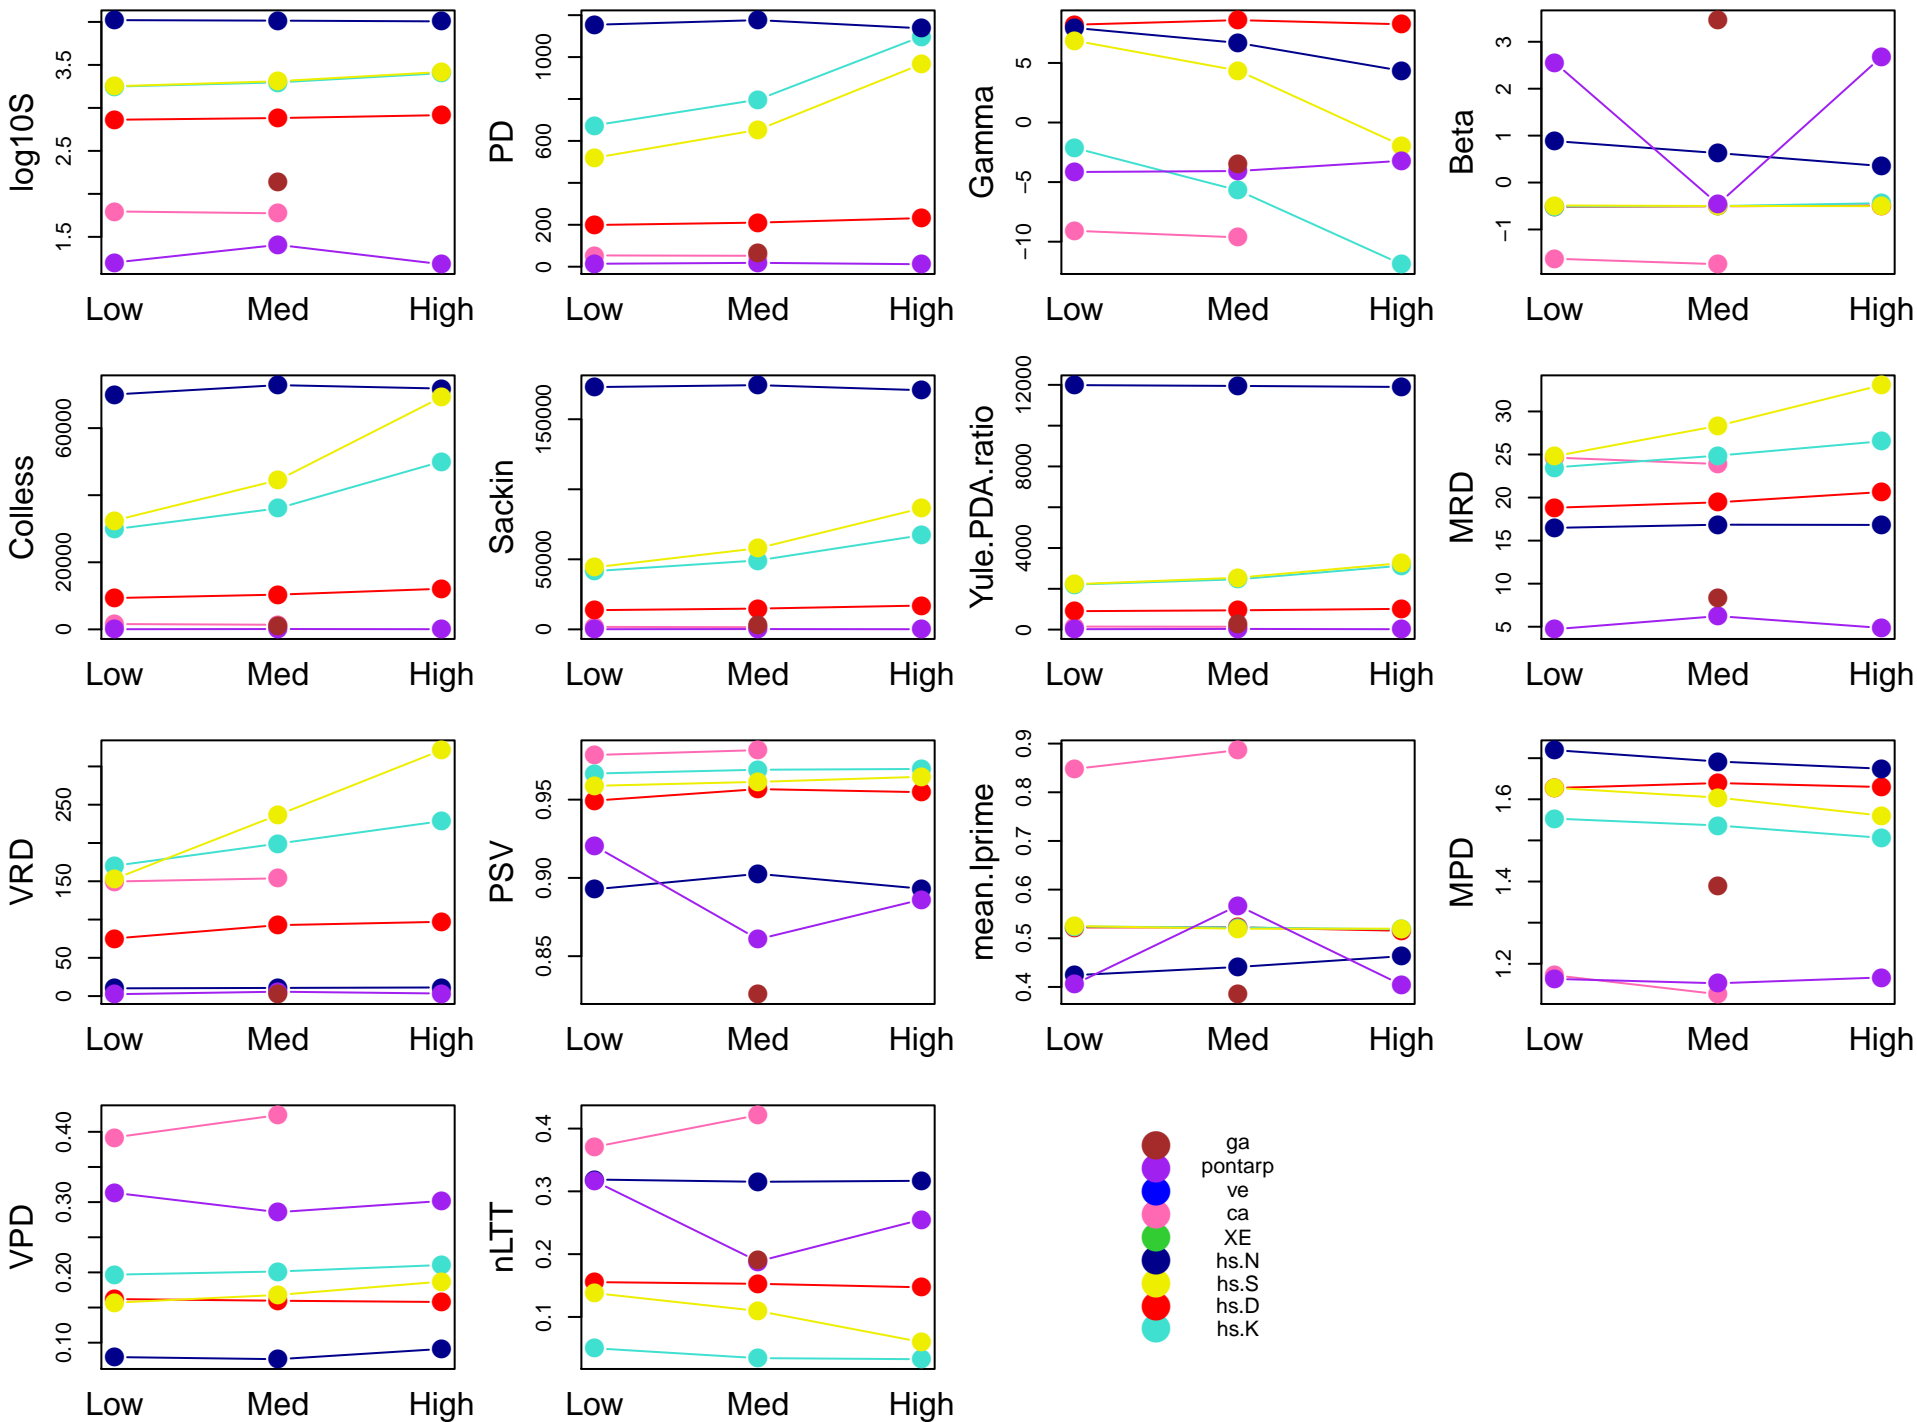 log10S
1.5 2.5 3.5
Low Med High
PD
0 200 600 1000
Low Med High
Gamma
−10 −5 0 5
Low Med High
Beta
−1 0 1 2 3
Low Med High
Colless
0 20000 60000
Low Med High
Sackin
0 50000 150000
Low Med High
Yule.PDA.ratio
0 4000 8000 12000
Low Med High
MRD
5 10 15 20 25 30
Low Med High
VRD
0 50 150 250
Low Med High
PSV
0.85 0.90 0.95
Low Med High
mean.Iprime
0.4 0.5 0.6 0.7 0.8 0.9
Low Med High
MPD
1.2 1.4 1.6
Low Med High
VPD
0.10 0.20 0.30 0.40
Low Med High
nLTT
0.1 0.2 0.3 0.4
Low Med High
ga
pontarp
ve
ca
XE
hs.N
hs.S
hs.D
hs.K